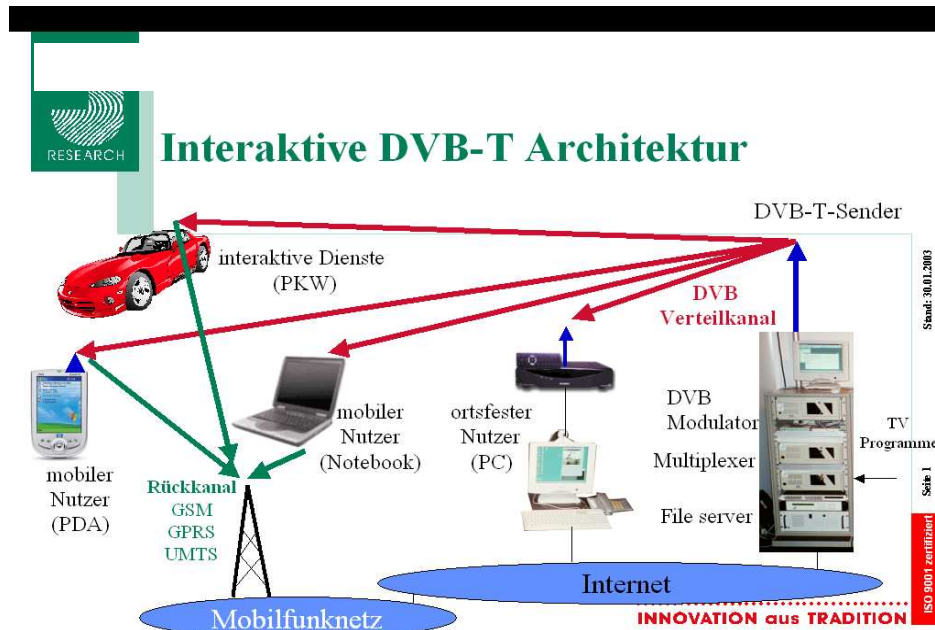 RESEARCH
Interaktive DVB-T Architektur
DVB-T-Sender
interaktive Dienste
(PKW)
DVB
Verteilkanal
Stand: 30.01.2003
mobiler
Nutzer
(PDA)
Rückkanal
GSM
GPRS
UMTS
mobiler
Nutzer
(Notebook)
ortsfester
Nutzer
(PC)
DVB
Modulator
Multiplexer
File server
TV
Programme
Seite 1
ISO 9001 zertifiziert
Internet
Mobilfunknetz
INNOVATION aus TRADITION